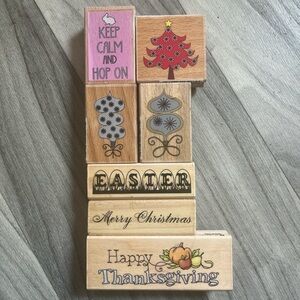 KEEP
CALM
AND
HOP ON
EASTER
Merry Christmas
Happy
Thanksgiving